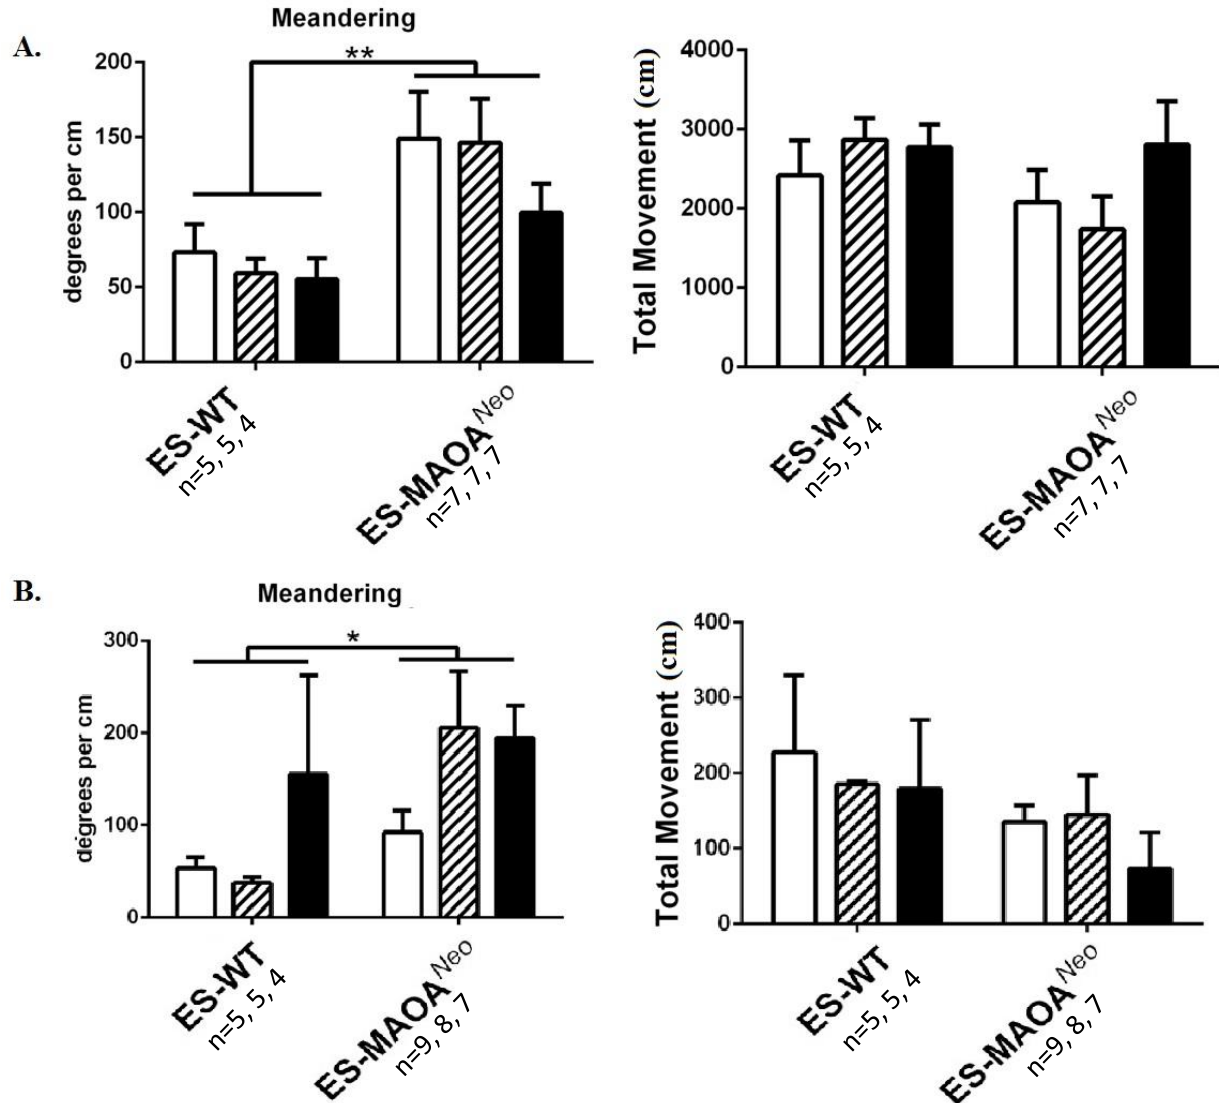 A.
Meandering
**
200
150
100
50
0
degrees per cm
ES-WT
n=5, 5, 4
ES-MAOA^Neo
n=7, 7, 7
4000
3000
2000
1000
0
Total Movement (cm)
ES-WT
n=5, 5, 4
ES-MAOA^Neo
n=7, 7, 7
B.
Meandering
*
300
200
100
0
degrees per cm
ES-WT
n=5, 5, 4
ES-MAOA^Neo
n=9, 8, 7
400
300
200
100
0
Total Movement (cm)
ES-WT
n=5, 5, 4
ES-MAOA^Neo
n=9, 8, 7